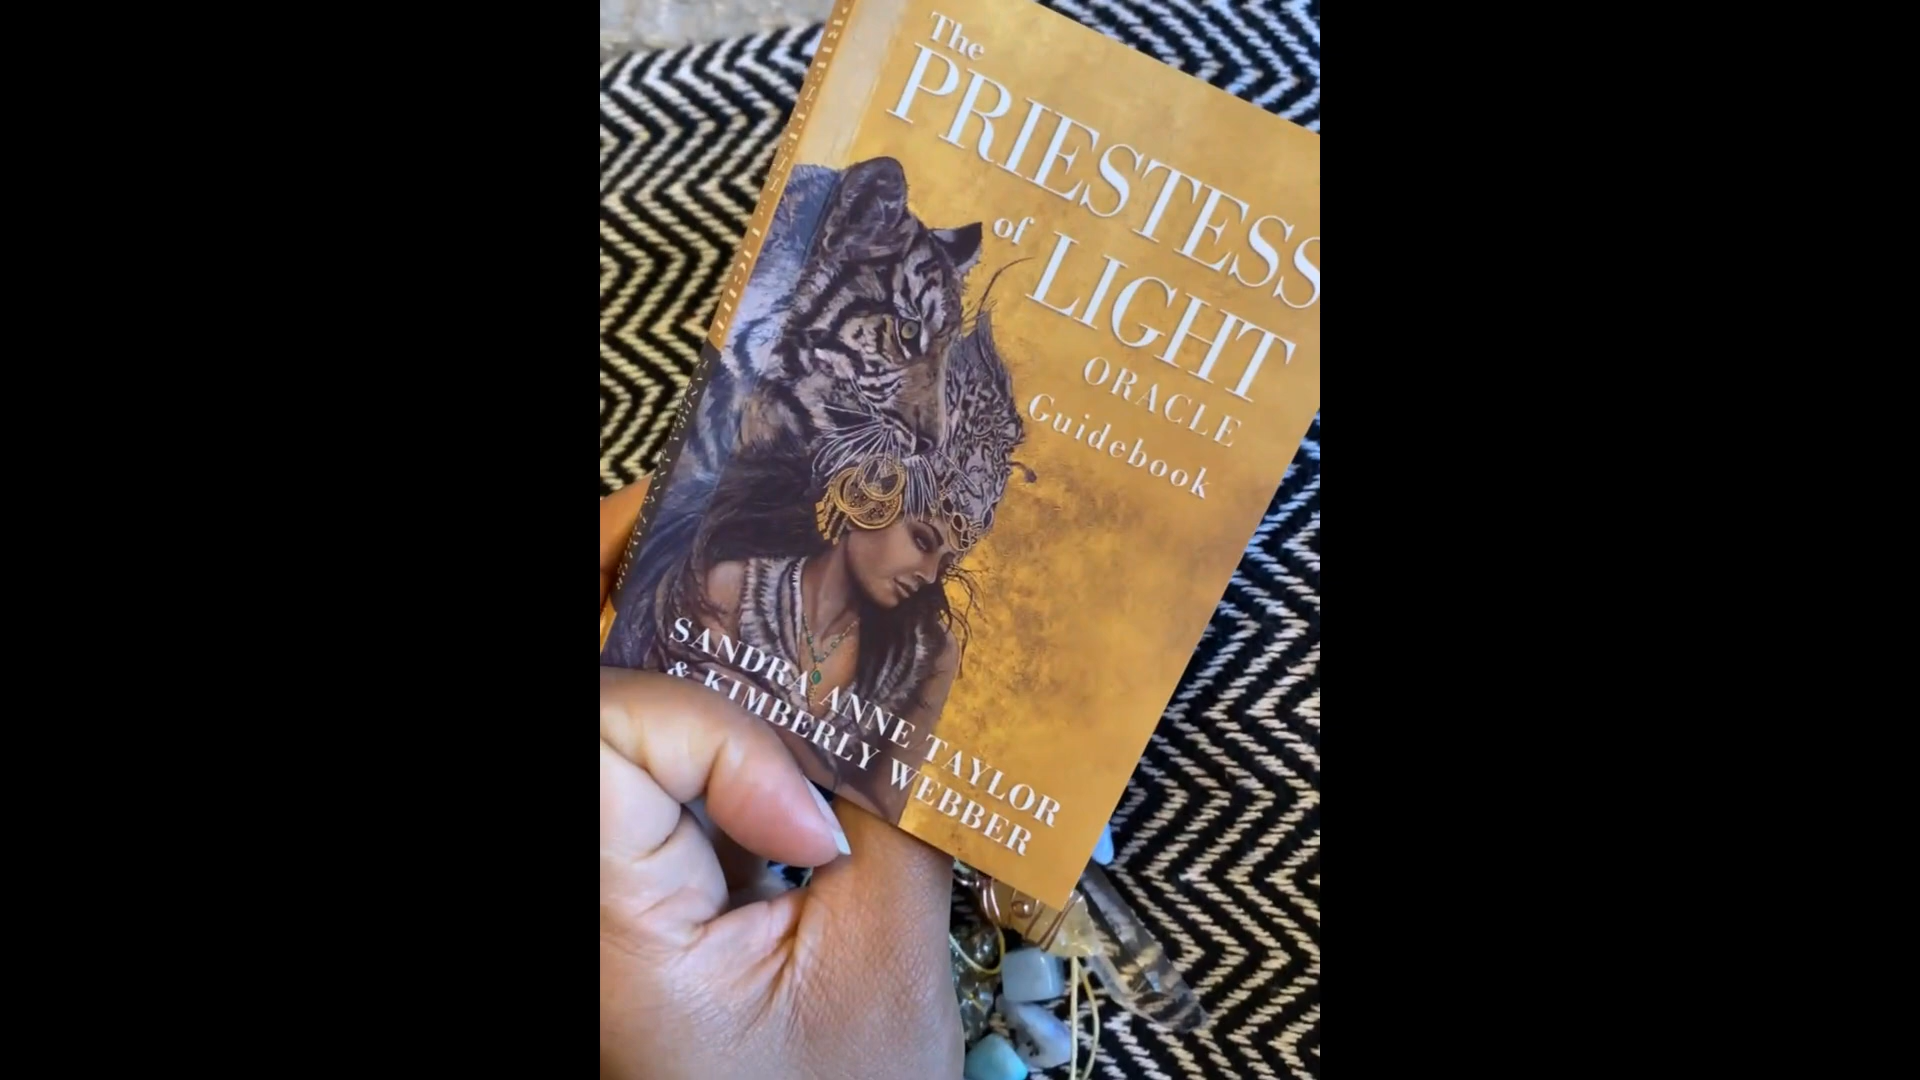 The
PRIESTESS
of LIGHT
ORACLE
Guidebook
SANDRA ANNE TAYLOR
& KIMBERLY WEBBER